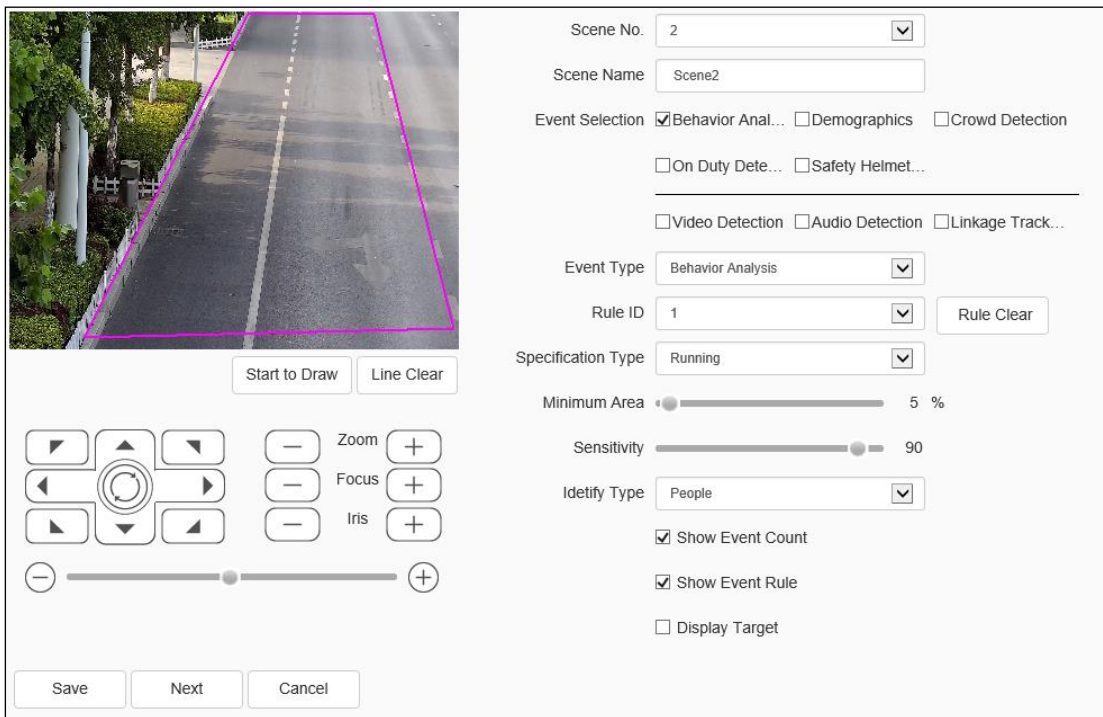 Scene No. 2
Scene Name Scene2
Event Selection Behavior Anal... Demographics Crowd Detection
On Duty Dete... Safety Helmet...
Video Detection Audio Detection Linkage Track...
Event Type Behavior Analysis
Rule ID 1 Rule Clear
Specification Type Running
Minimum Area 5 %
Sensitivity 90
Idetify Type People
Show Event Count
Show Event Rule
Display Target
Start to Draw Line Clear
Zoom
Focus
Iris
Save Next Cancel